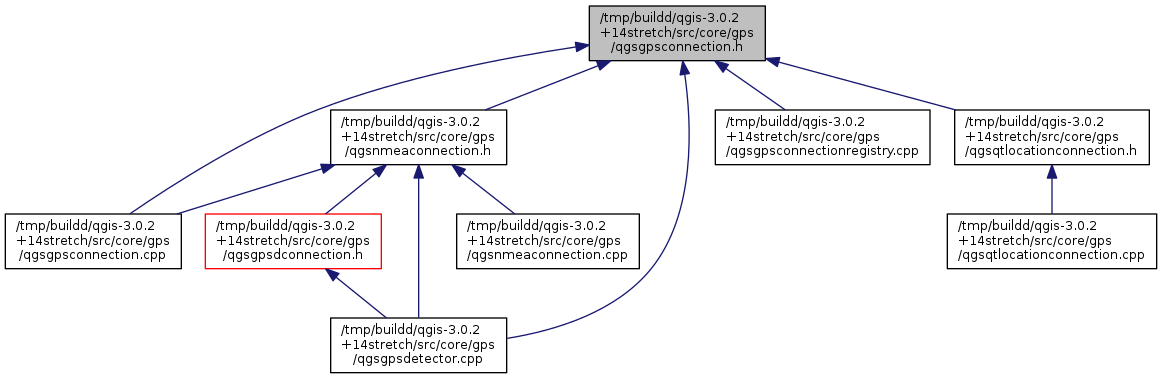 /tmp/buildd/qgis-3.0.2
+14stretch/src/core/gps
/qgsgpsconnection.h
/tmp/buildd/qgis-3.0.2
+14stretch/src/core/gps
/qgsnmeaconnection.h
/tmp/buildd/qgis-3.0.2
+14stretch/src/core/gps
/qgsgpsconnectionregistry.cpp
/tmp/buildd/qgis-3.0.2
+14stretch/src/core/gps
/qgsqtlocationconnection.h
/tmp/buildd/qgis-3.0.2
+14stretch/src/core/gps
/qgsgpsconnection.cpp
/tmp/buildd/qgis-3.0.2
+14stretch/src/core/gps
/qgsgpsdconnection.h
/tmp/buildd/qgis-3.0.2
+14stretch/src/core/gps
/qgsnmeaconnection.cpp
/tmp/buildd/qgis-3.0.2
+14stretch/src/core/gps
/qgsqtlocationconnection.cpp
/tmp/buildd/qgis-3.0.2
+14stretch/src/core/gps
/qgsgpsdetector.cpp